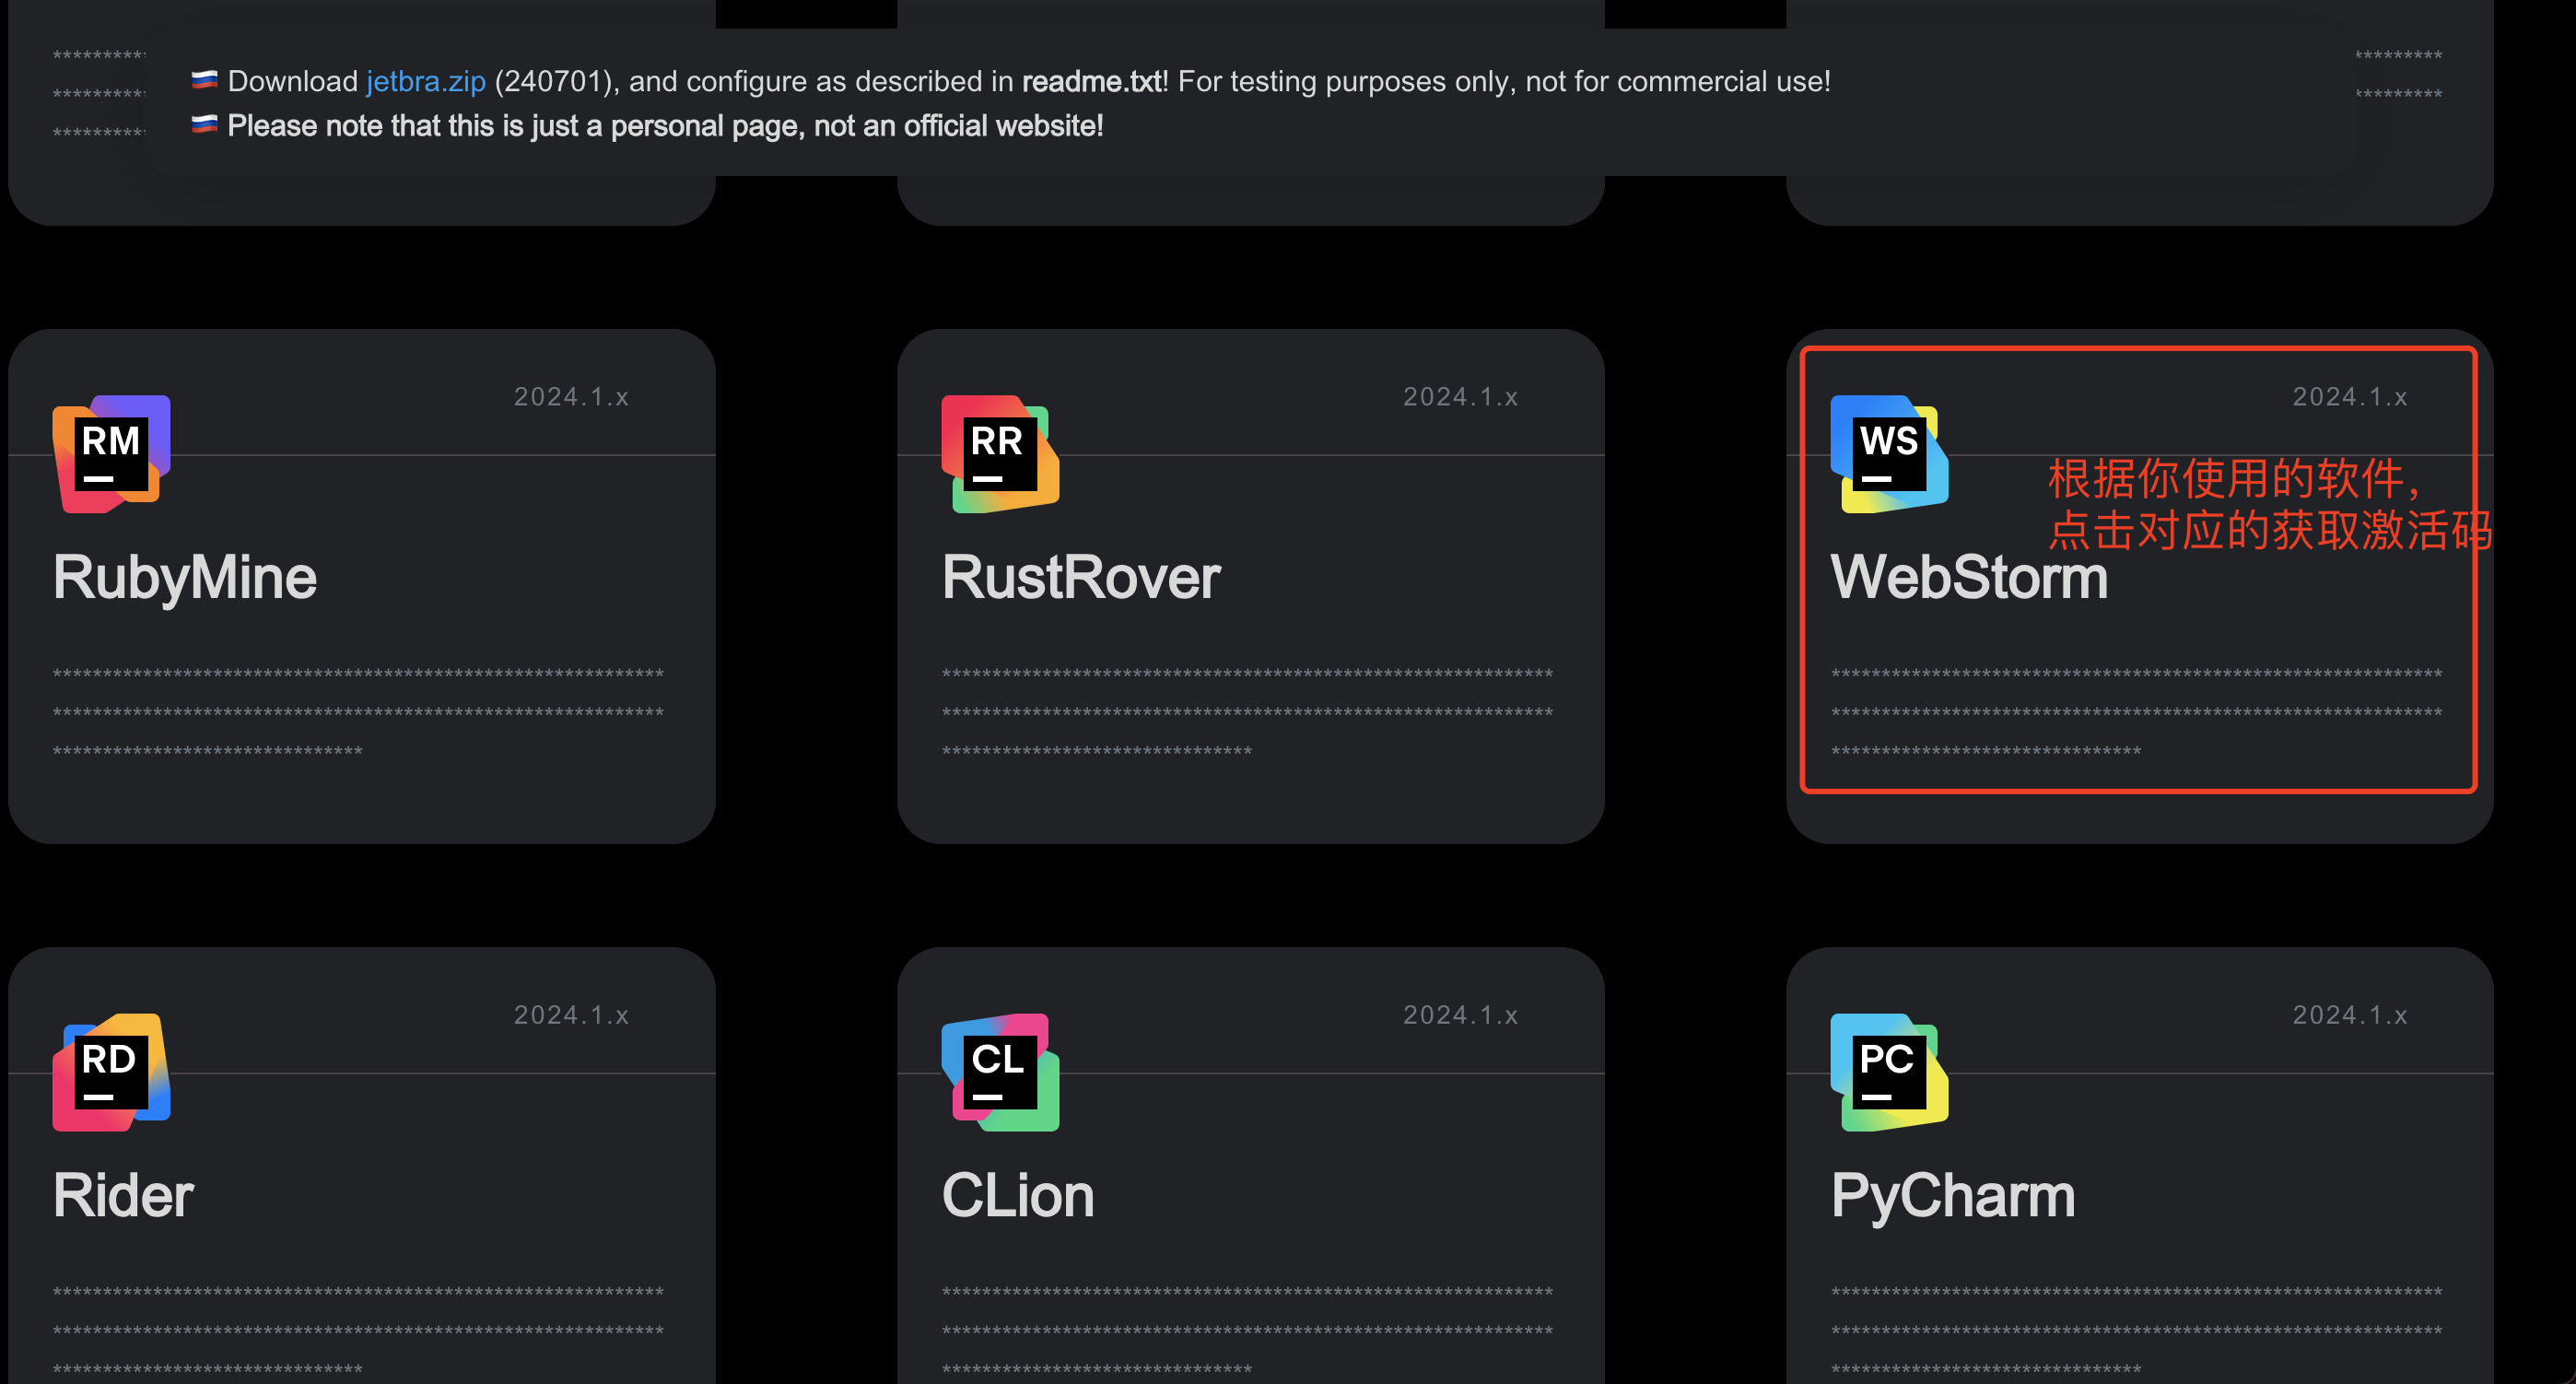 **********
**********
**********
*********
*********
🇷🇺 Download jetbra.zip (240701), and configure as described in readme.txt! For testing purposes only, not for commercial use!
🇷🇺 Please note that this is just a personal page, not an official website!
RM
2024.1.x
RubyMine
*************************************************************
*************************************************************
*******************************
RR
2024.1.x
RustRover
*************************************************************
*************************************************************
*******************************
WS
2024.1.x
根据你使用的软件，
点击对应的获取激活码
WebStorm
*************************************************************
*************************************************************
*******************************
RD
2024.1.x
Rider
*************************************************************
*************************************************************
*******************************
CL
2024.1.x
CLion
*************************************************************
*************************************************************
*******************************
PC
2024.1.x
PyCharm
*************************************************************
*************************************************************
*******************************